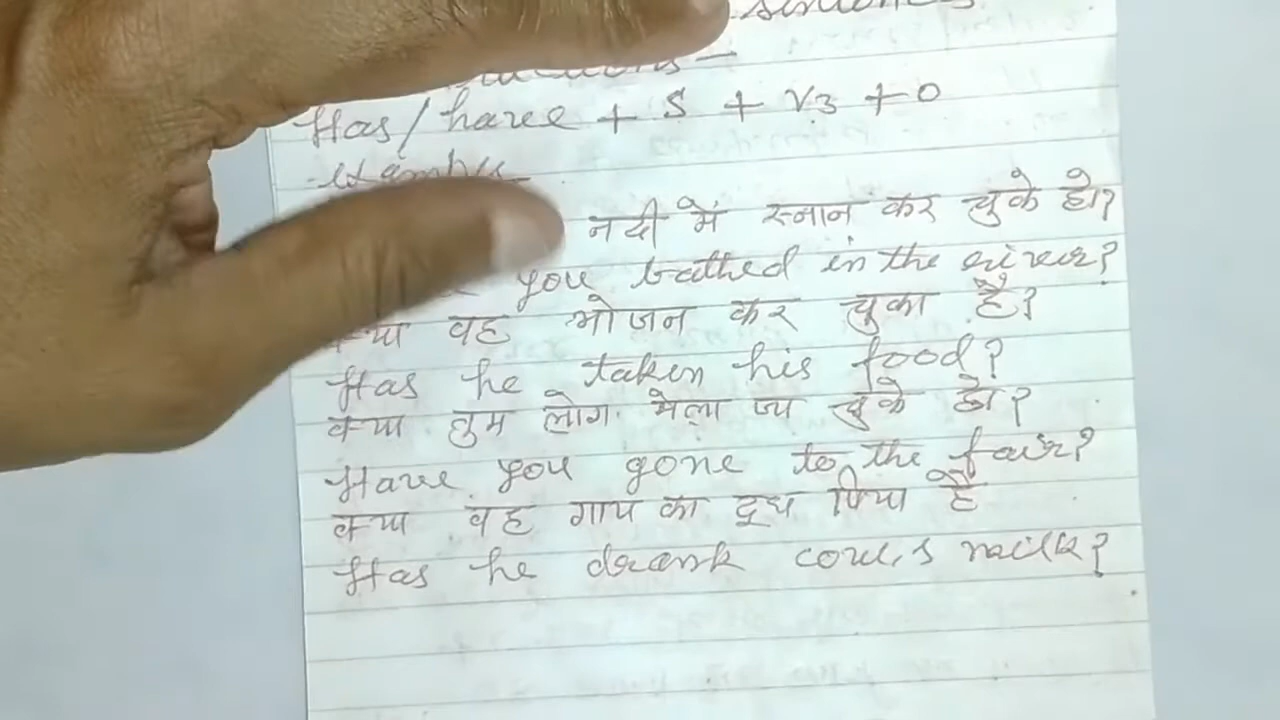 Has/have + S + V3 + O
नदी में स्नान कर चुके हो?
you bathed in the river?
क्या वह भोजन कर चुका है?
Has he taken his food?
क्या तुम लोग मेला जा चुके हो?
Have you gone to the fair?
क्या वह गाय का दूध पिया है
Has he drank cow's milk?